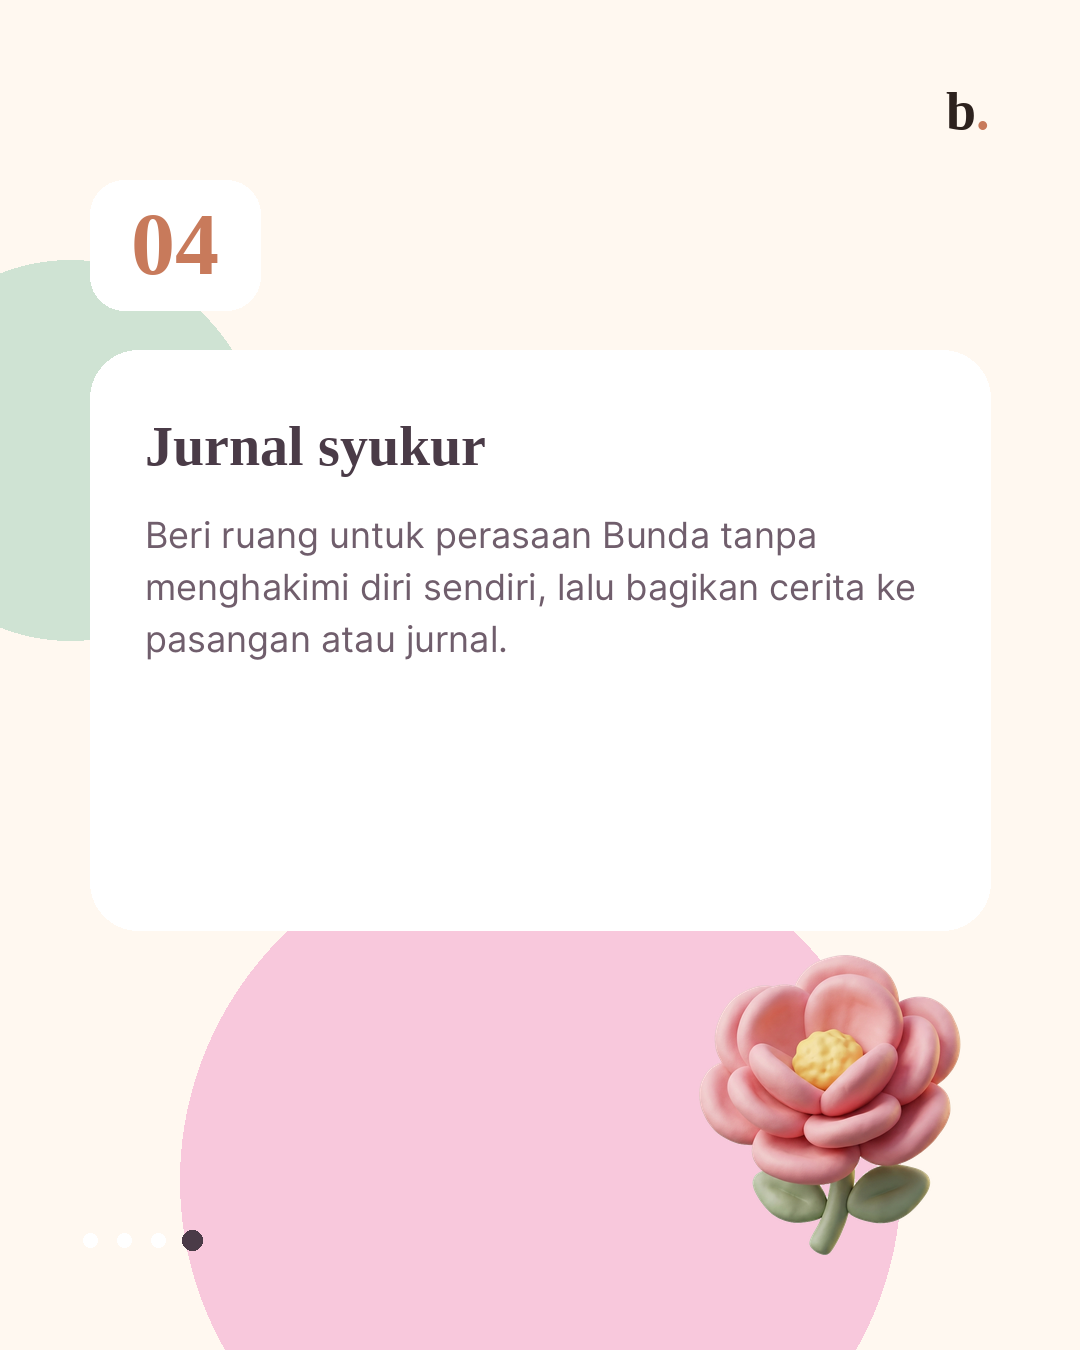 b.
04
Jurnal syukur
Beri ruang untuk perasaan Bunda tanpa
menghakimi diri sendiri, lalu bagikan cerita ke
pasangan atau jurnal.